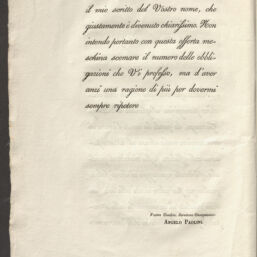 il mio scritto del Vostro nome, che
giustamente è divenuto chiarissimo. Non
intendo pertanto con questa offerta me-
schina scemare il numero delle obbli-
gazioni che Vi professo, ma d'aver
anzi una ragione di più per dovermi
sempre ripetere
ANGELO PAOLINI.